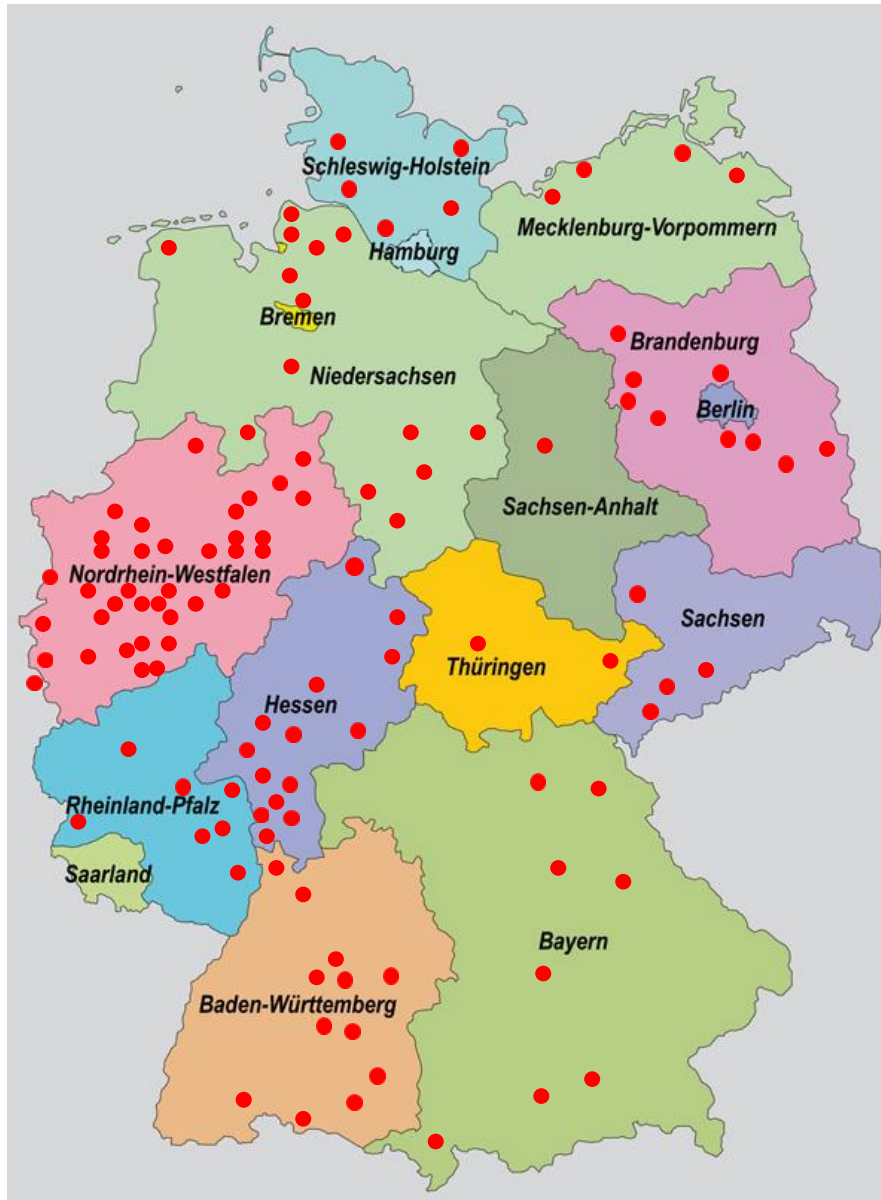 Schleswig-Holstein
Mecklenburg-Vorpommern
Hamburg
Bremen
Brandenburg
Niedersachsen
Berlin
Sachsen-Anhalt
Nordrhein-Westfalen
Sachsen
Thüringen
Hessen
Rheinland-Pfalz
Saarland
Bayern
Baden-Württemberg